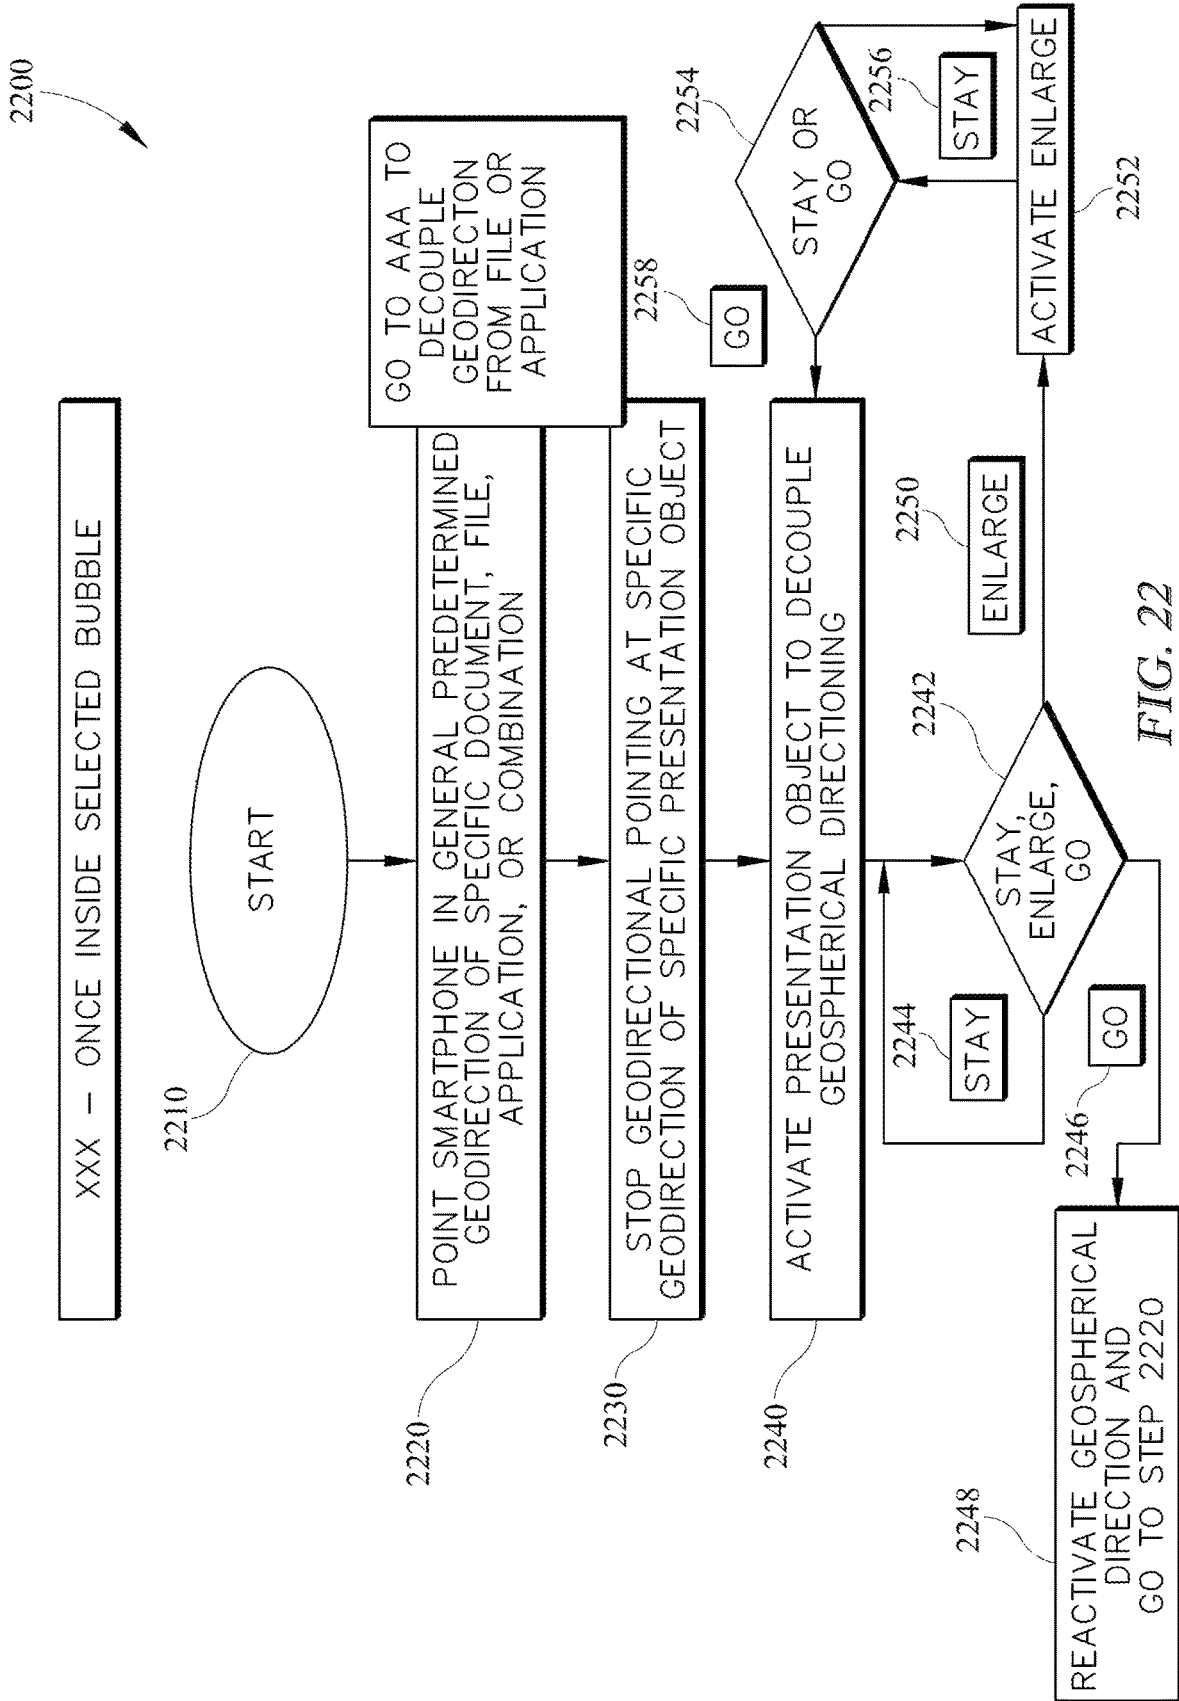 2200
XXX - ONCE INSIDE SELECTED BUBBLE
2210
START
2220
POINT SMARTPHONE IN GENERAL PREDETERMINED
GEODIRECTION OF SPECIFIC DOCUMENT, FILE,
APPLICATION, OR COMBINATION
GO TO AAA TO
DECOUPLE
GEODIRECTON
FROM FILE OR
APPLICATION
2230
STOP GEODIRECTIONAL POINTING AT SPECIFIC
GEODIRECTION OF SPECIFIC PRESENTATION OBJECT
2240
ACTIVATE PRESENTATION OBJECT TO DECOUPLE
GEOSPHERICAL DIRECTIONING
2258
GO
2254
STAY OR
GO
2256
STAY
2244
STAY
2242
STAY,
ENLARGE,
GO
2250
ENLARGE
ACTIVATE ENLARGE
2252
2246
GO
2248
REACTIVATE GEOSPHERICAL
DIRECTION AND
GO TO STEP 2220
FIG. 22